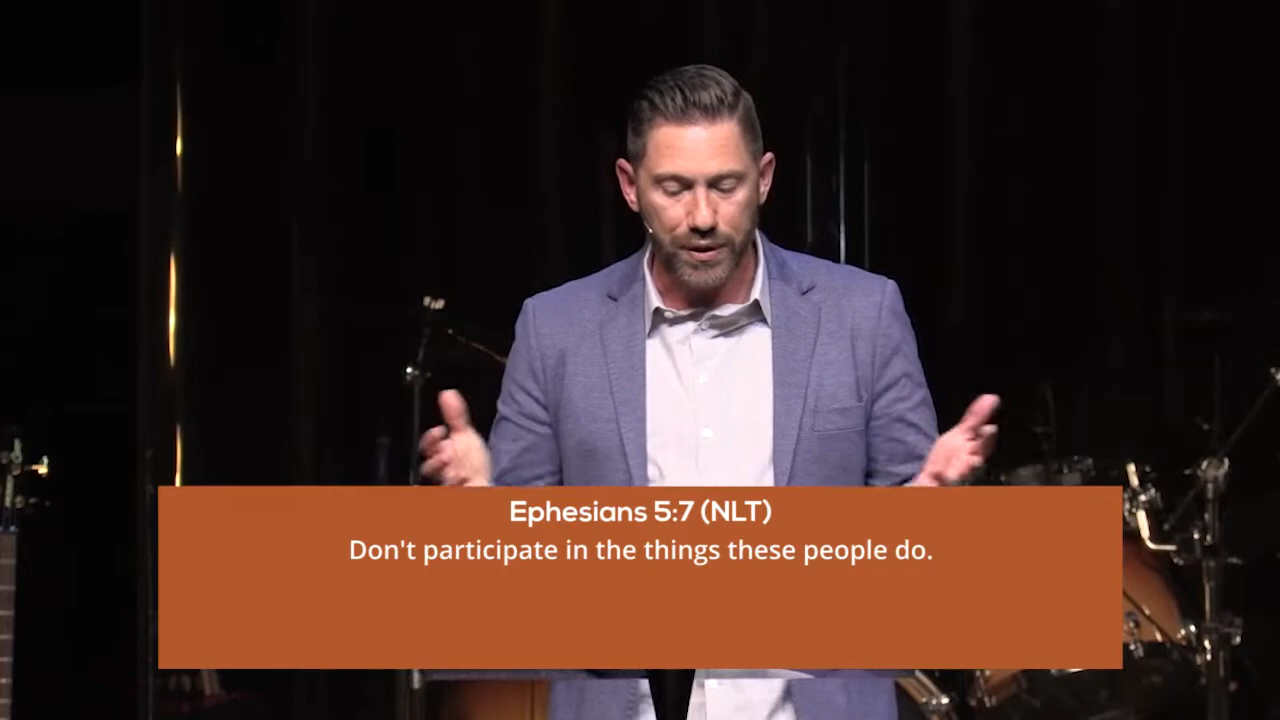 Ephesians 5:7 (NLT)
Don't participate in the things these people do.